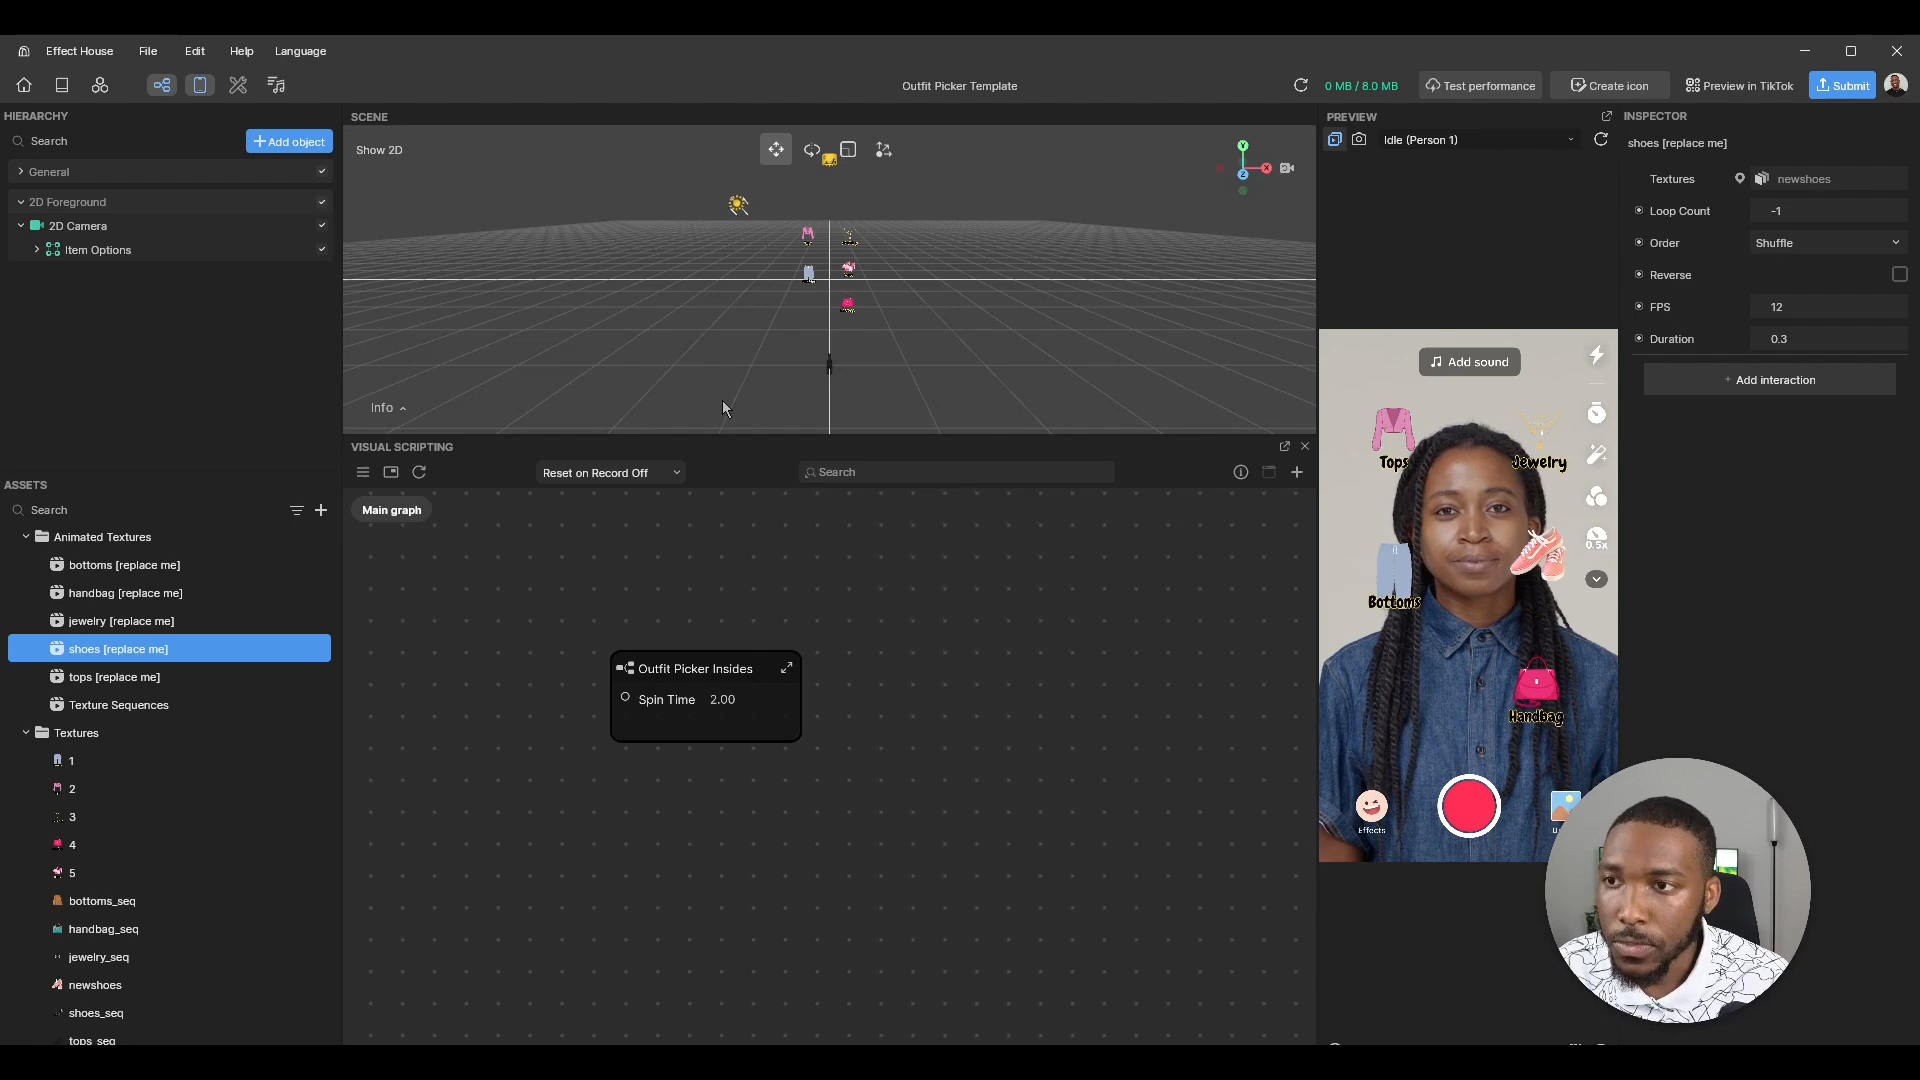 Effect House File Edit Help Language
Outfit Picker Template
0 MB / 8.0 MB
Test performance
Create icon
Preview in TikTok
Submit
HIERARCHY
Search
Add object
General
2D Foreground
2D Camera
Item Options
ASSETS
Search
Animated Textures
bottoms [replace me]
handbag [replace me]
jewelry [replace me]
shoes [replace me]
tops [replace me]
Texture Sequences
Textures
1
2
3
4
5
bottoms_seq
handbag_seq
jewelry_seq
newshoes
shoes_seq
tops_seq
SCENE
Show 2D
Y
X
Z
Info
VISUAL SCRIPTING
Reset on Record Off
Search
Main graph
Outfit Picker Insides
Spin Time 2.00
PREVIEW
Idle (Person 1)
Add sound
Tops
Jewelry
0.5x
Bottoms
Handbag
Effects
INSPECTOR
shoes [replace me]
Textures newshoes
Loop Count -1
Order Shuffle
Reverse
FPS 12
Duration 0.3
+ Add interaction